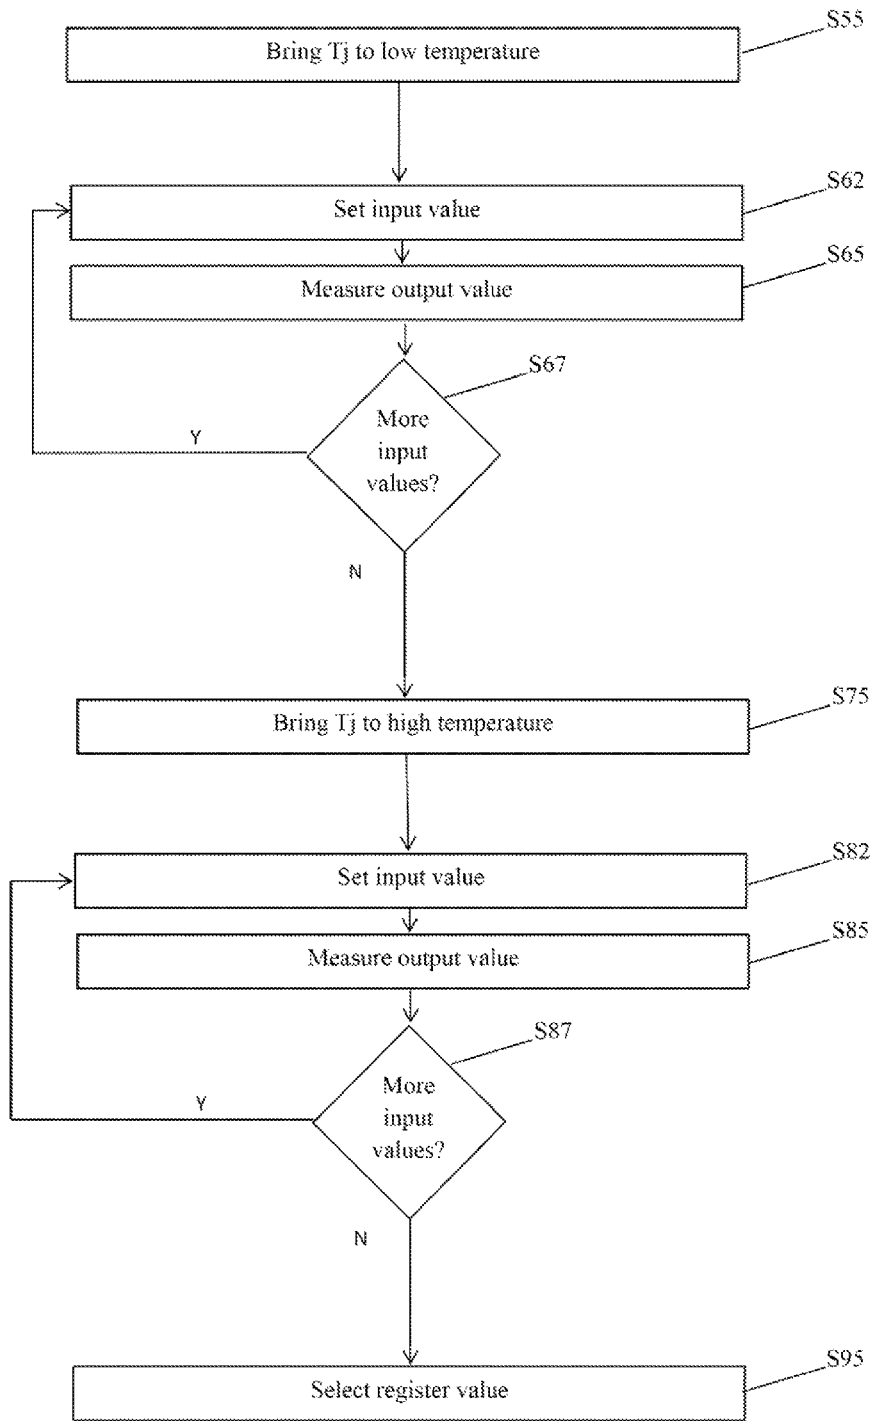 S55
Bring Tj to low temperature
S62
Set input value
S65
Measure output value
S67
More
input
values?
Y
N
S75
Bring Tj to high temperature
S82
Set input value
S85
Measure output value
S87
More
input
values?
Y
N
S95
Select register value